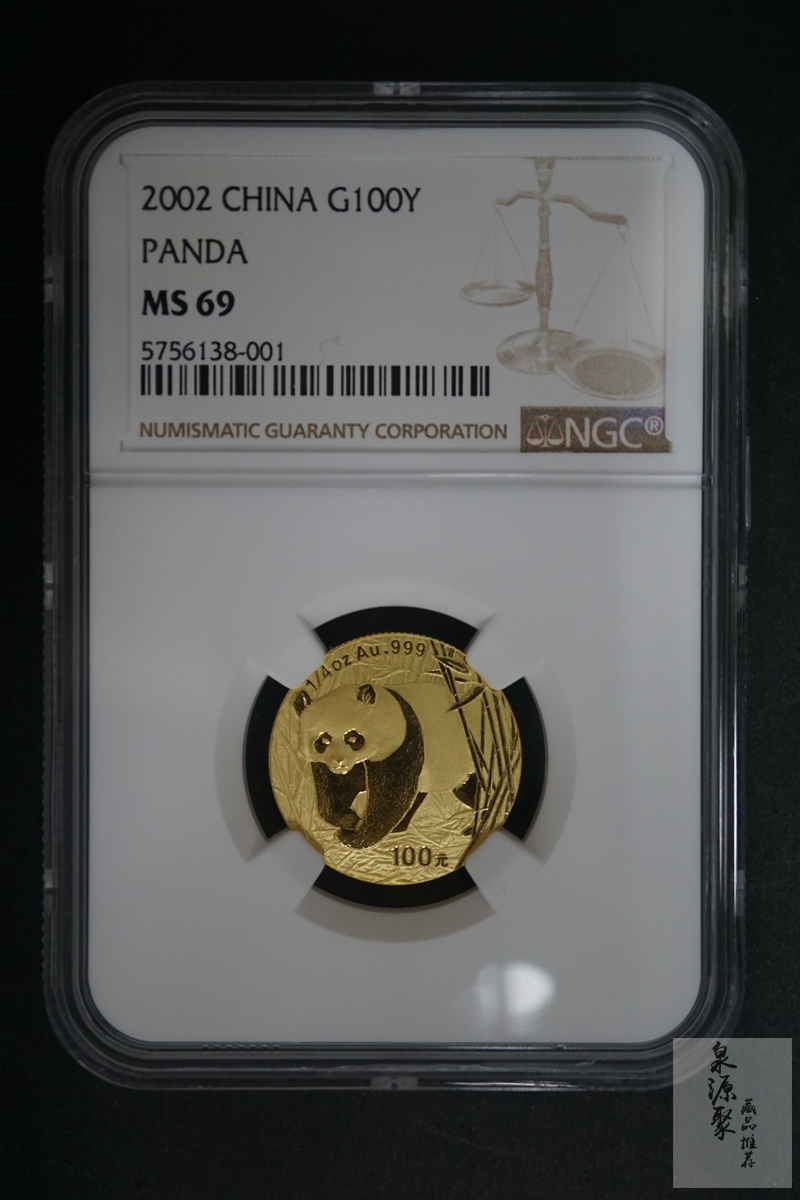 2002 CHINA G100Y
PANDA
MS 69
5756138-001
NUMISMATIC GUARANTY CORPORATION
NGC®
1/4oz Au.999
100元
泉源聚
藏品推荐